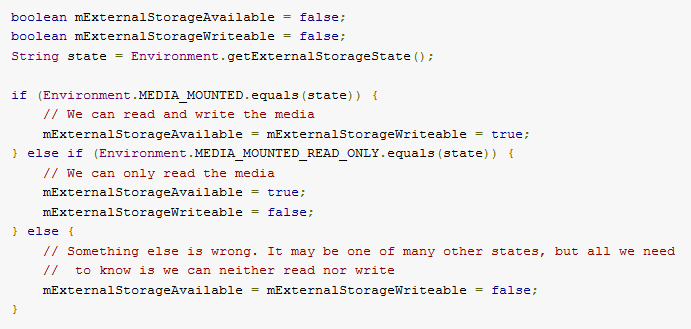 boolean mExternalStorageAvailable = false;
boolean mExternalStorageWriteable = false;
String state = Environment.getExternalStorageState();

if (Environment.MEDIA_MOUNTED.equals(state)) {
    // We can read and write the media
    mExternalStorageAvailable = mExternalStorageWriteable = true;
} else if (Environment.MEDIA_MOUNTED_READ_ONLY.equals(state)) {
    // We can only read the media
    mExternalStorageAvailable = true;
    mExternalStorageWriteable = false;
} else {
    // Something else is wrong. It may be one of many other states, but all we need
    //  to know is we can neither read nor write
    mExternalStorageAvailable = mExternalStorageWriteable = false;
}